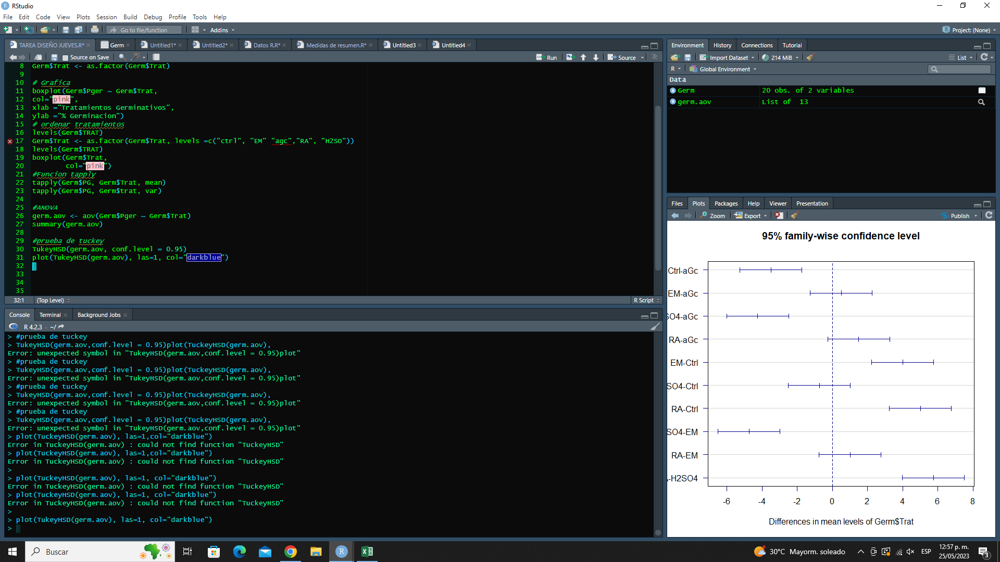 RStudio
File Edit Code View Plots Session Build Debug Profile Tools Help
Go to file/function Addins Project: (None)
TAREA DISEÑO JUEVES.R* Germ Untitled1* Untitled2* Datos R.R* Medidas de resumen.R* Untitled3 Untitled4
Source on Save Run Source
8 Germ$Trat <- as.factor(Germ$Trat)
9
10 # Grafica
11 boxplot(Germ$Pger ~ Germ$Trat,
12 col="pink",
13 xlab ="Tratamientos Germinativos",
14 ylab ="% Germinacion")
15 # ordenar tratamientos
16 levels(Germ$TRAT)
17 Germ$Trat <- as.factor(Germ$Trat, levels =c("ctrl", "EM" "agc","RA", "H2SO"))
18 levels(Germ$TRAT)
19 boxplot(Germ$Trat,
20 col="pink")
21 #Funcion tapply
22 tapply(Germ$PG, Germ$Trat, mean)
23 tapply(Germ$PG, Germ$trat, var)
24
25 #ANOVA
26 germ.aov <- aov(Germ$Pger ~ Germ$Trat)
27 summary(germ.aov)
28
29 #prueba de tuckey
30 TukeyHSD(germ.aov, conf.level = 0.95)
31 plot(TukeyHSD(germ.aov), las=1, col="darkblue")
32
33
34
35
32:1 (Top Level) R Script
Console Terminal Background Jobs
R 4.2.3 · ~/
> #prueba de tuckey
> TukeyHSD(germ.aov,conf.level = 0.95)plot(TuckeyHSD(germ.aov),
Error: unexpected symbol in "TukeyHSD(germ.aov,conf.level = 0.95)plot"
> #prueba de tuckey
> TukeyHSD(germ.aov,conf.level = 0.95)plot(TuckeyHSD(germ.aov),
Error: unexpected symbol in "TukeyHSD(germ.aov,conf.level = 0.95)plot"
> #prueba de tuckey
> TukeyHSD(germ.aov,conf.level = 0.95)plot(TuckeyHSD(germ.aov),
Error: unexpected symbol in "TukeyHSD(germ.aov,conf.level = 0.95)plot"
> #prueba de tuckey
> TukeyHSD(germ.aov,conf.level = 0.95)plot(TuckeyHSD(germ.aov),
Error: unexpected symbol in "TukeyHSD(germ.aov,conf.level = 0.95)plot"
> plot(TuckeyHSD(germ.aov), las=1,col="darkblue")
Error in TuckeyHSD(germ.aov) : could not find function "TuckeyHSD"
> plot(TuckeyHSD(germ.aov), las=1,col="darkblue")
Error in TuckeyHSD(germ.aov) : could not find function "TuckeyHSD"
>
> plot(TuckeyHSD(germ.aov), las=1, col="darkblue")
Error in TuckeyHSD(germ.aov) : could not find function "TuckeyHSD"
> plot(TuckeyHSD(germ.aov), las=1, col="darkblue")
Error in TuckeyHSD(germ.aov) : could not find function "TuckeyHSD"
>
> plot(TukeyHSD(germ.aov), las=1, col="darkblue")
>
Environment History Connections Tutorial
Import Dataset 214 MiB List
R Global Environment
Data
Germ 20 obs. of 2 variables
germ.aov List of 13
Files Plots Packages Help Viewer Presentation
Zoom Export Publish
95% family-wise confidence level
Ctrl-aGc
EM-aGc
SO4-aGc
RA-aGc
EM-Ctrl
SO4-Ctrl
RA-Ctrl
SO4-EM
RA-EM
A-H2SO4
-6 -4 -2 0 2 4 6 8
Differences in mean levels of Germ$Trat
Buscar
30°C Mayorm. soleado ESP 12:57 p. m.
25/05/2023
3